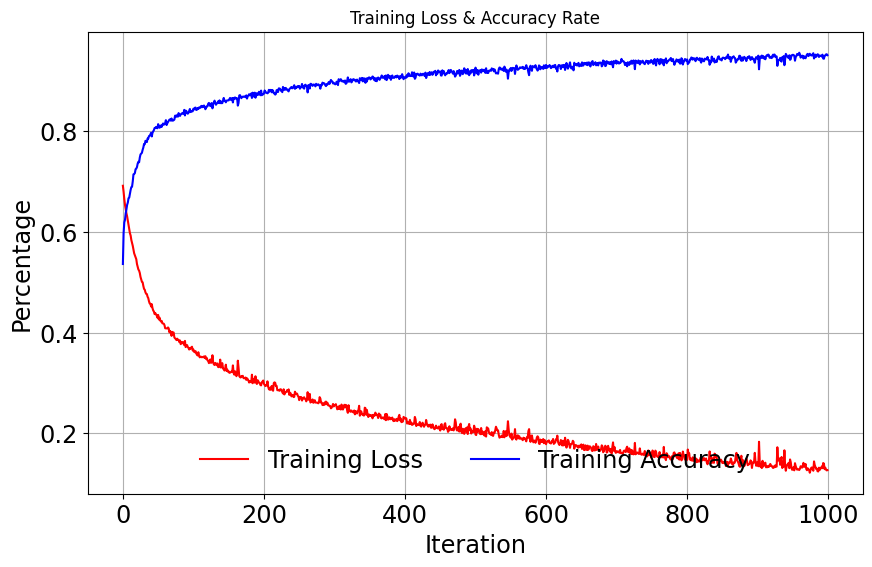 Training Loss & Accuracy Rate
Percentage
0.8
0.6
0.4
0.2
Training Loss Training Accuracy
0 200 400 600 800 1000
Iteration